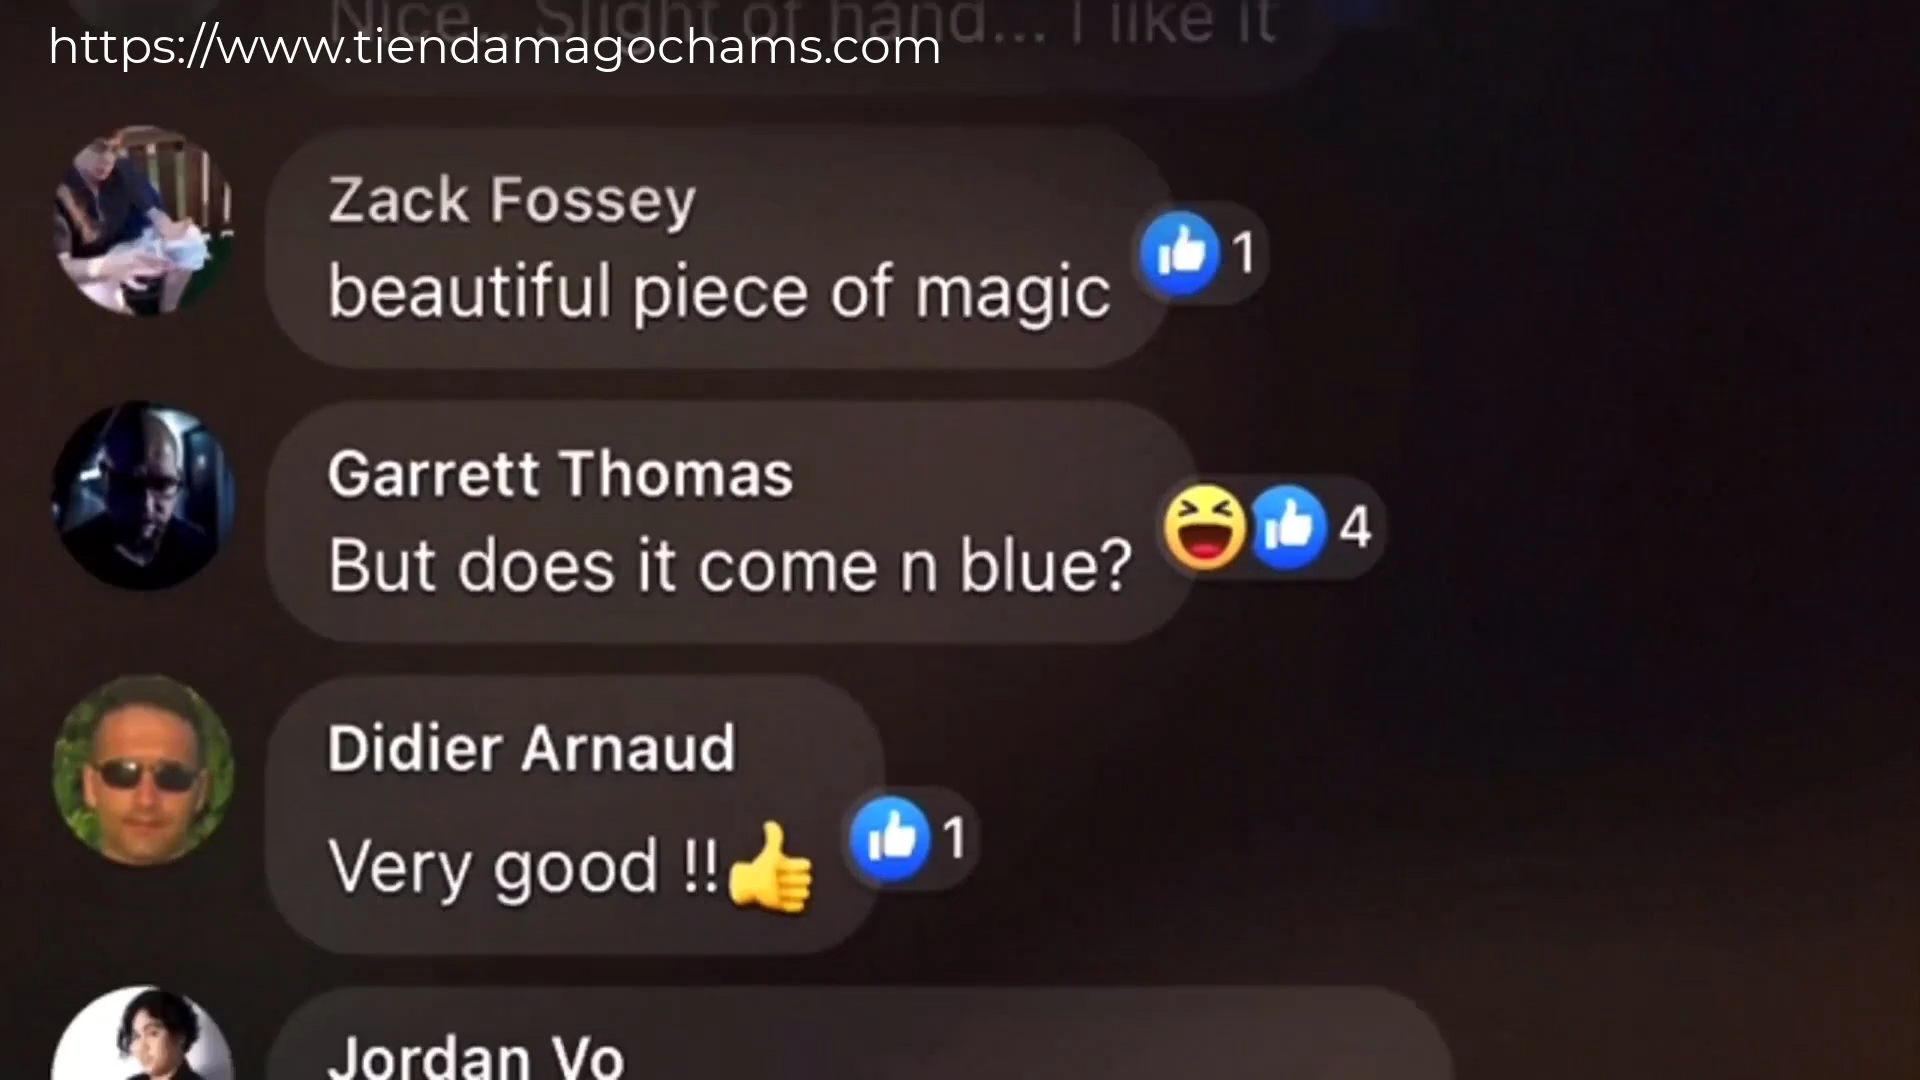 Nice.. Slight of hand... I like it
https://www.tiendamagochams.com
Zack Fossey
beautiful piece of magic
1
Garrett Thomas
But does it come n blue?
4
Didier Arnaud
Very good !!👍
1
Jordan Vo